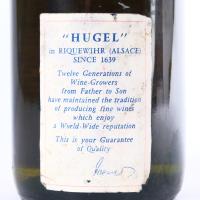 "HUGEL"
in RIQUEWIHR (ALSACE)
SINCE 1639
Twelve Generations of
Wine-Growers
from Father to Son
have maintained the tradition
of producing fine wines
which enjoy
a World-Wide reputation
This is your Guarantee
of Quality